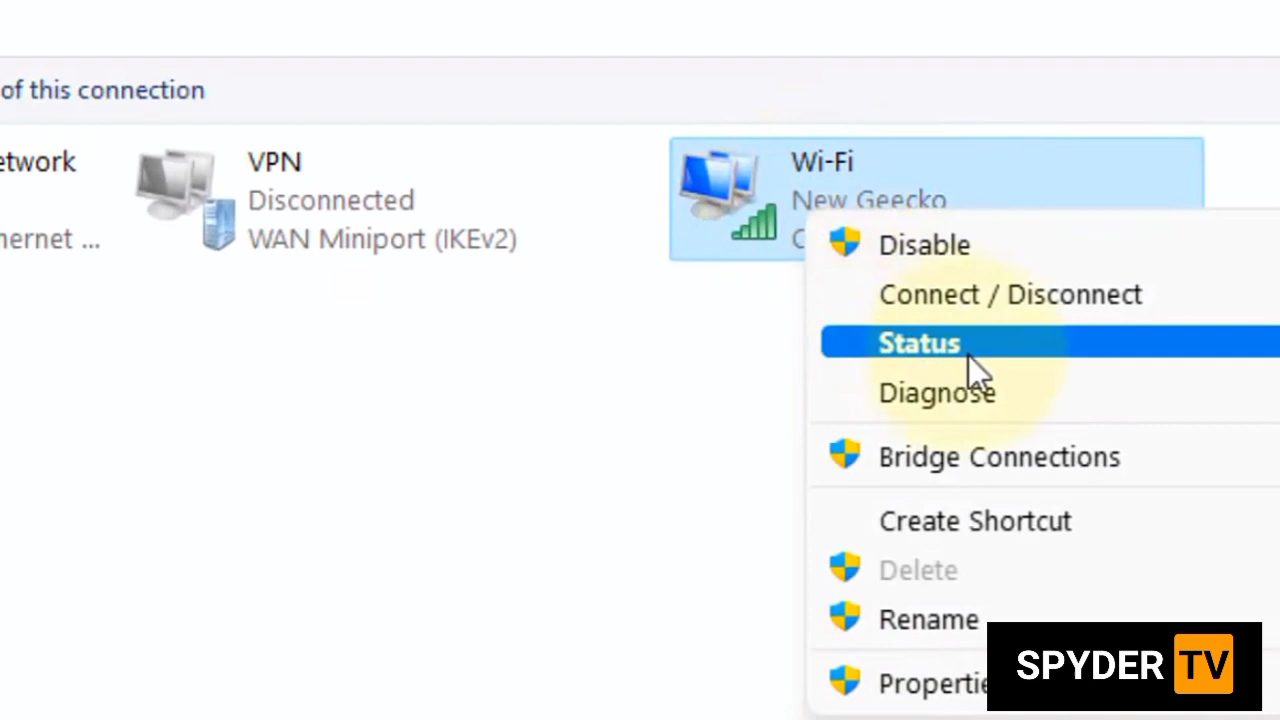 of this connection
etwork
VPN
Wi-Fi
Disconnected
New Geecko
hernet ...
WAN Miniport (IKEv2)
Disable
Connect / Disconnect
Status
Diagnose
Bridge Connections
Create Shortcut
Delete
Rename
Propertie
SPYDER TV